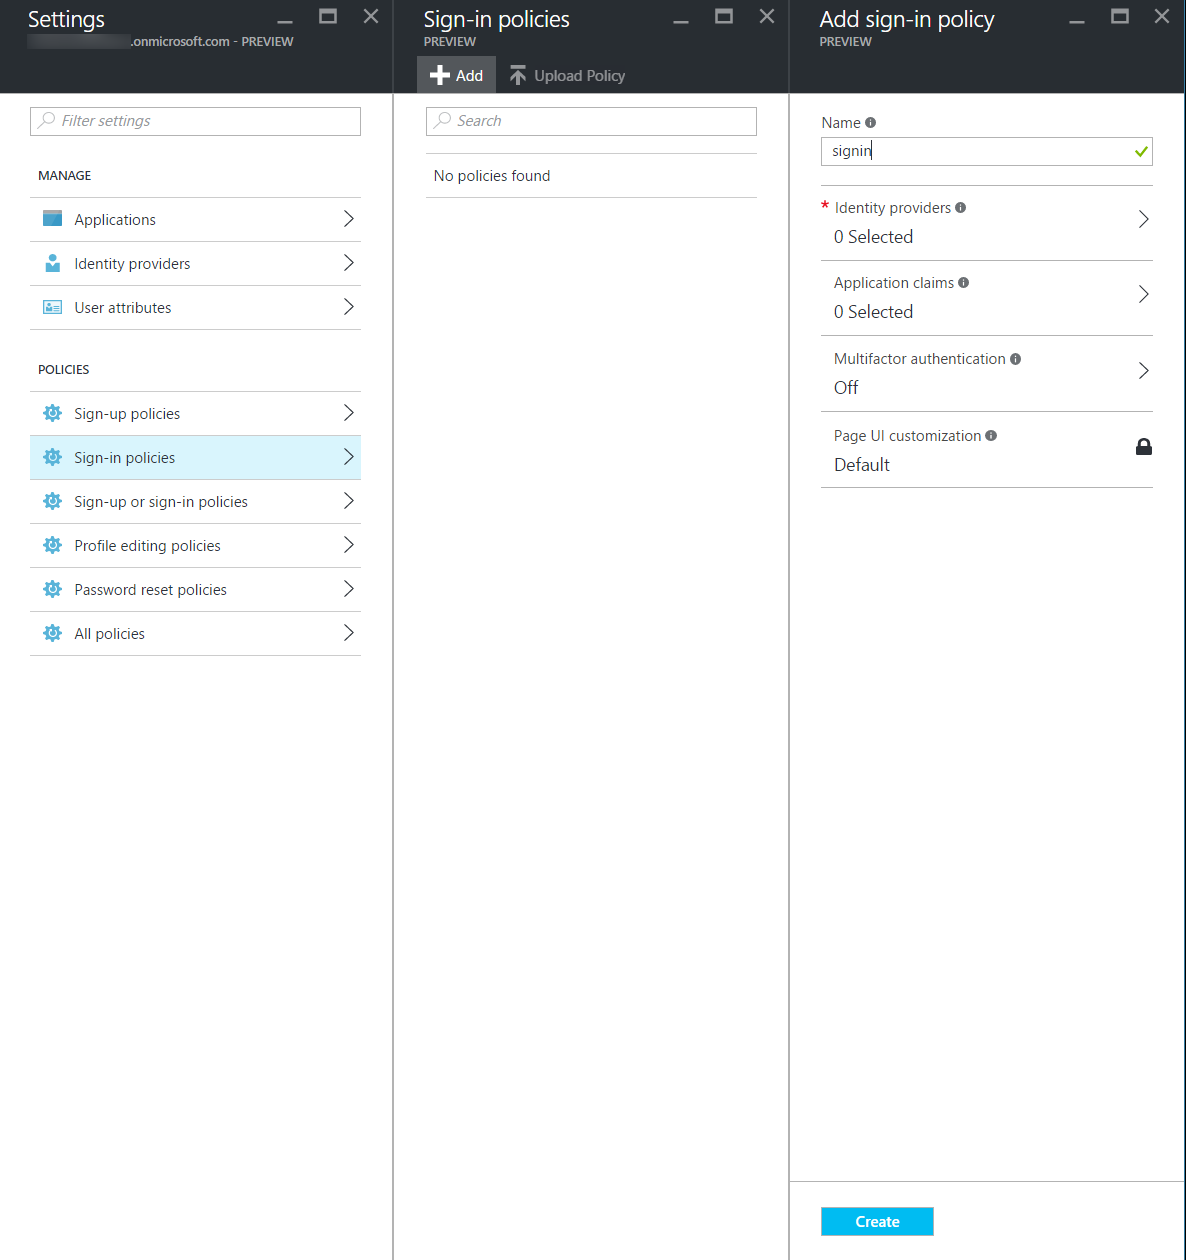 Settings
.onmicrosoft.com - PREVIEW
Filter settings
MANAGE
Applications
Identity providers
User attributes
POLICIES
Sign-up policies
Sign-in policies
Sign-up or sign-in policies
Profile editing policies
Password reset policies
All policies
Sign-in policies
PREVIEW
Add
Upload Policy
Search
No policies found
Add sign-in policy
PREVIEW
Name
signin
* Identity providers
0 Selected
Application claims
0 Selected
Multifactor authentication
Off
Page UI customization
Default
Create